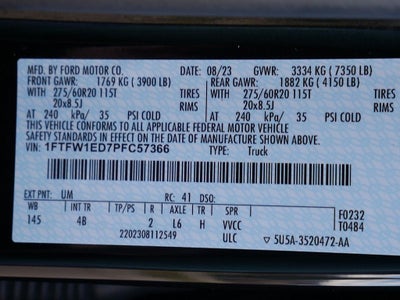 MFD. BY FORD MOTOR CO.
DATE: 08/23 GVWR: 3334 KG ( 7350 LB)
FRONT GAWR: 1769 KG ( 3900 LB) REAR GAWR: 1882 KG ( 4150 LB)
WITH 275/60R20 115T TIRES WITH 275/60R20 115T TIRES
20x8.5J RIMS 20x8.5J RIMS
AT 240 kPa/ 35 PSI COLD AT 240 kPa/ 35 PSI COLD
THIS VEHICLE CONFORMS TO ALL APPLICABLE FEDERAL MOTOR VEHICLE
SAFETY STANDARDS IN EFFECT ON THE DATE OF MANUFACTURE SHOWN ABOVE.
VIN: 1FTFW1ED7PFC57366 TYPE: Truck
EXT PNT: UM RC: 41 DSO:
WB INT TR TP/PS R AXLE TR SPR F0232
145 4B 2 L6 H VVCC T0484
2202308112549 ULC ▽ 5U5A-3520472-AA